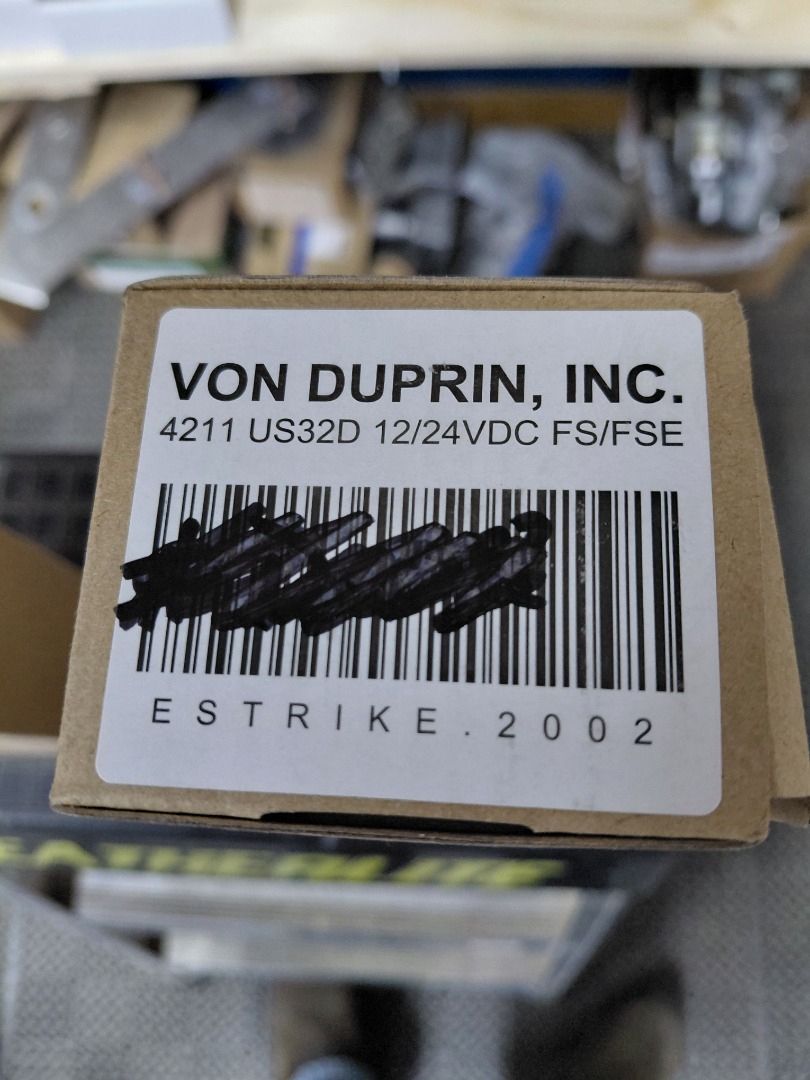 VON DUPRIN, INC.
4211 US32D 12/24VDC FS/FSE
ESTRIKE.2002